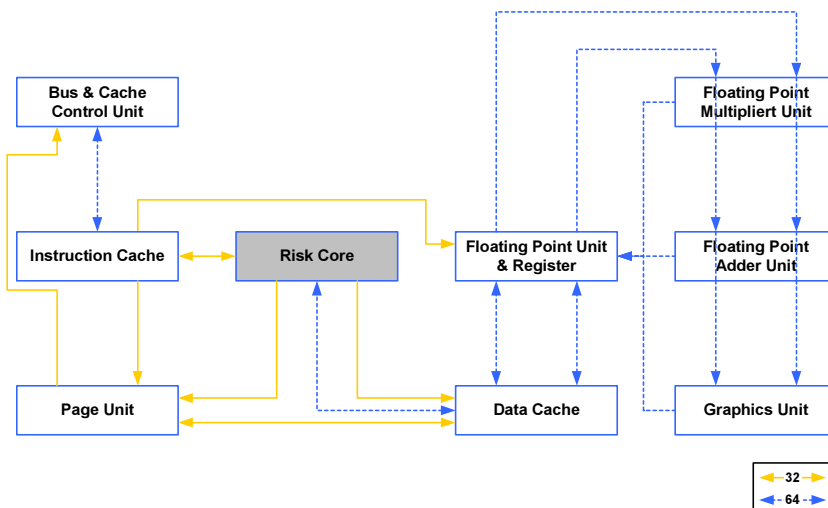 Bus & Cache
Control Unit
Floating Point
Multipliert Unit
Instruction Cache
Risk Core
Floating Point Unit
& Register
Floating Point
Adder Unit
Page Unit
Data Cache
Graphics Unit
32
64